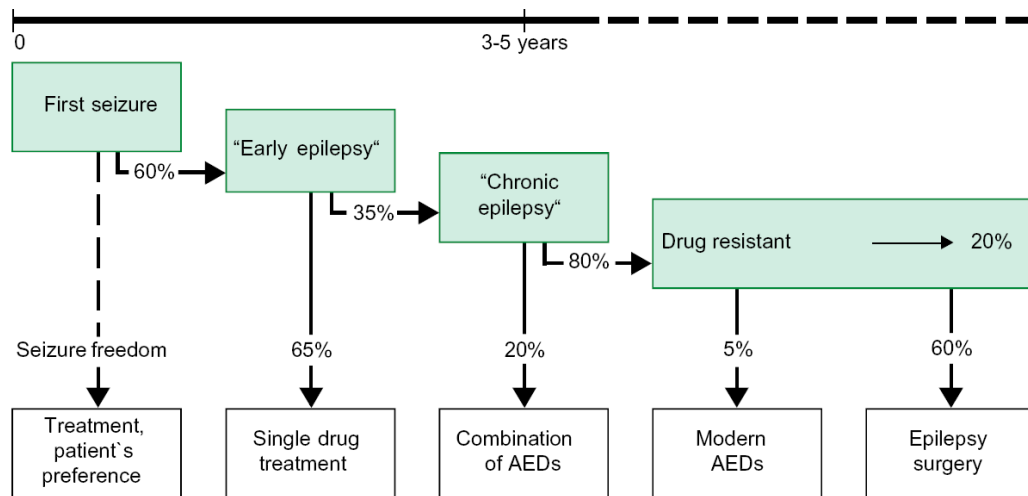 0
3-5 years
First seizure
60%
“Early epilepsy“
35%
“Chronic
epilepsy“
80%
Drug resistant
20%
Seizure freedom
65%
20%
5%
60%
Treatment,
patient`s
preference
Single drug
treatment
Combination
of AEDs
Modern
AEDs
Epilepsy
surgery